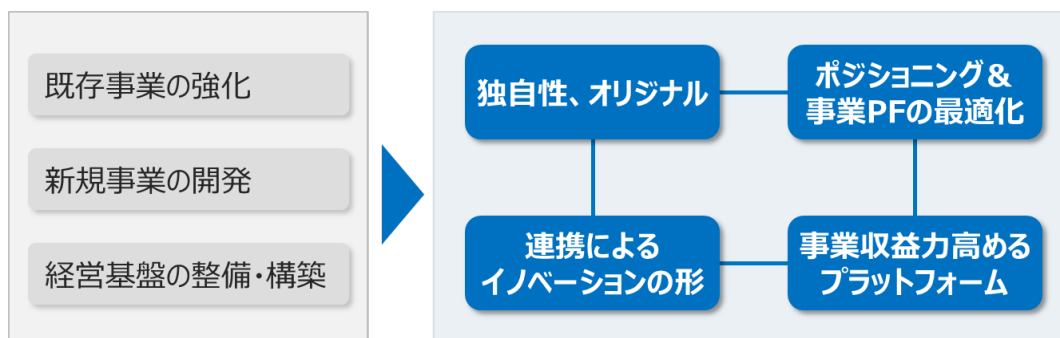 既存事業の強化
新規事業の開発
経営基盤の整備・構築
独自性、オリジナル
ポジショニング＆
事業PFの最適化
連携による
イノベーションの形
事業収益力高める
プラットフォーム